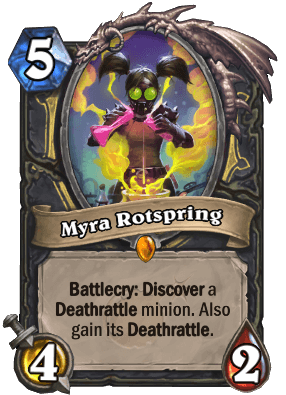 5
Myra Rotspring
Battlecry: Discover a
Deathrattle minion. Also
gain its Deathrattle.
4
2